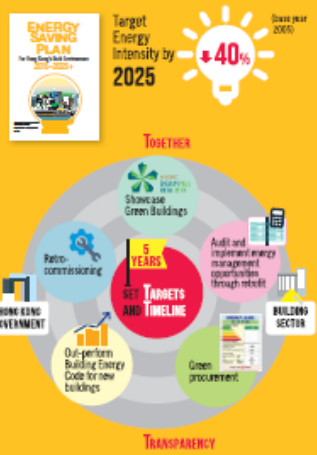 ENERGY
SAVING
PLAN
For Hong Kong's Built Environment
2015~2025+
Target
Energy
Intensity by
2025
40%
(base year
2005)
TOGETHER
Showcase
Green Buildings
Retro-
commissioning
5
YEARS
SET TARGETS
AND TIMELINE
Audit and
implement energy
management
opportunities
through retrofit
HONG KONG
GOVERNMENT
BUILDING
SECTOR
Out-perform
Building Energy
Code for new
buildings
Green
procurement
TRANSPARENCY